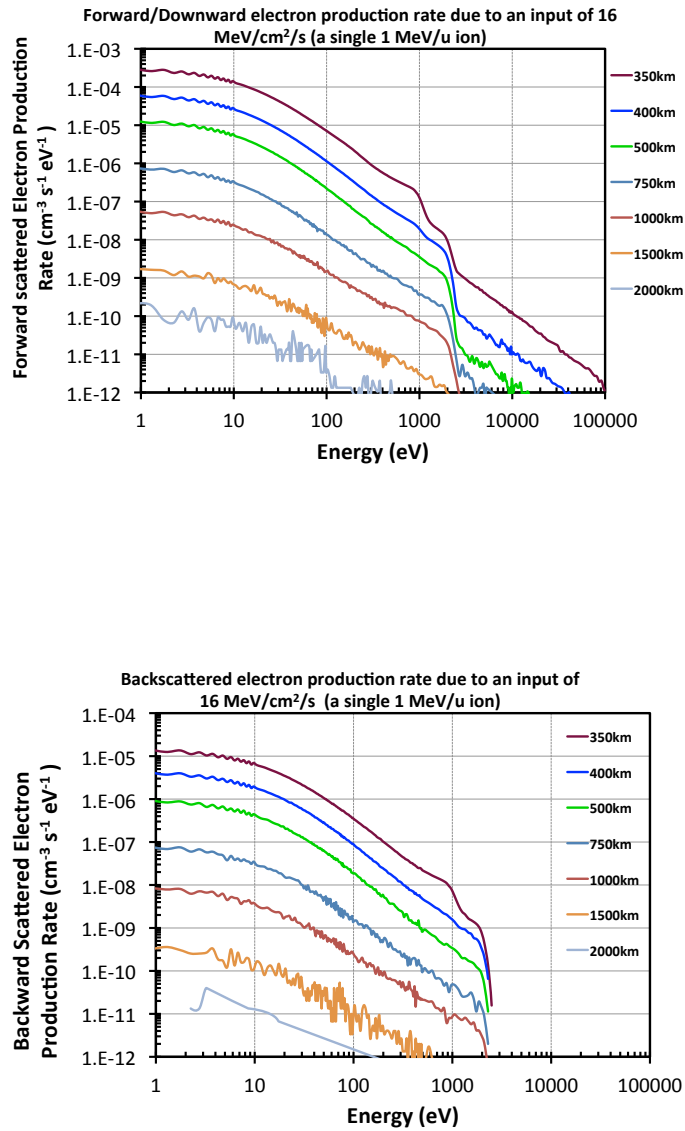 Forward/Downward electron production rate due to an input of 16
MeV/cm²/s (a single 1 MeV/u ion)
Forward scattered Electron Production
Rate (cm⁻³ s⁻¹ eV⁻¹)
1.E-03
1.E-04
1.E-05
1.E-06
1.E-07
1.E-08
1.E-09
1.E-10
1.E-11
1.E-12
1
10
100
1000
10000
100000
Energy (eV)
350km
400km
500km
750km
1000km
1500km
2000km
Backscattered electron production rate due to an input of
16 MeV/cm²/s (a single 1 MeV/u ion)
Backward Scattered Electron
Production Rate (cm⁻³ s⁻¹ eV⁻¹)
1.E-04
1.E-05
1.E-06
1.E-07
1.E-08
1.E-09
1.E-10
1.E-11
1.E-12
1
10
100
1000
10000
100000
Energy (eV)
350km
400km
500km
750km
1000km
1500km
2000km